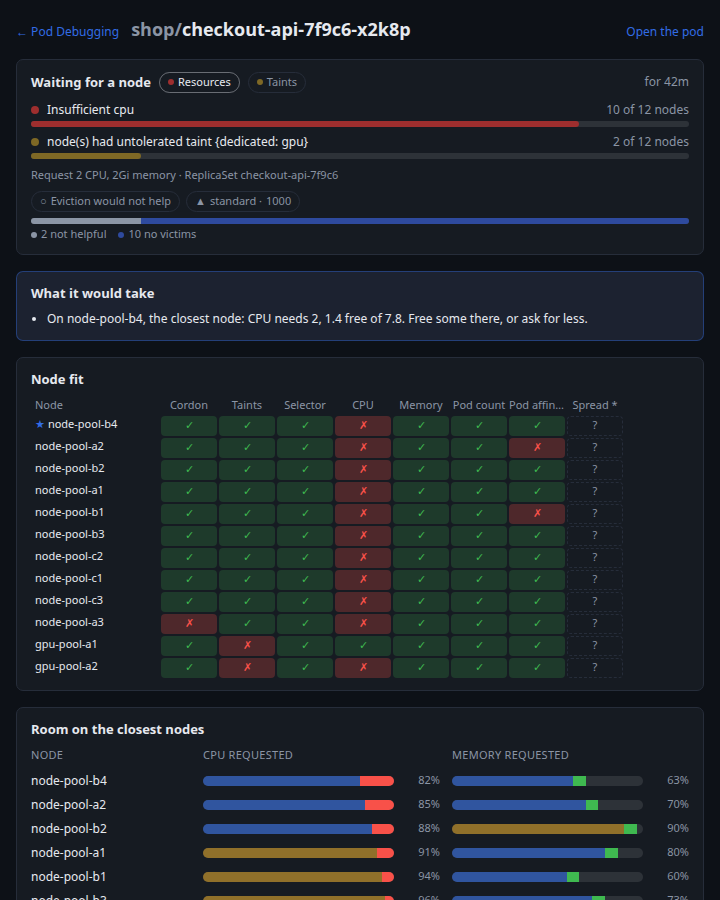 ← Pod Debugging shop/checkout-api-7f9c6-x2k8p Open the pod
Waiting for a node Resources Taints for 42m
Insufficient cpu 10 of 12 nodes
node(s) had untolerated taint {dedicated: gpu} 2 of 12 nodes
Request 2 CPU, 2Gi memory · ReplicaSet checkout-api-7f9c6
○ Eviction would not help ▲ standard · 1000
2 not helpful 10 no victims
What it would take
• On node-pool-b4, the closest node: CPU needs 2, 1.4 free of 7.8. Free some there, or ask for less.
Node fit
Node Cordon Taints Selector CPU Memory Pod count Pod affin... Spread *
★ node-pool-b4 ✓ ✓ ✓ ✗ ✓ ✓ ✓ ?
node-pool-a2 ✓ ✓ ✓ ✗ ✓ ✓ ✗ ?
node-pool-b2 ✓ ✓ ✓ ✗ ✓ ✓ ✓ ?
node-pool-a1 ✓ ✓ ✓ ✗ ✓ ✓ ✓ ?
node-pool-b1 ✓ ✓ ✓ ✗ ✓ ✓ ✗ ?
node-pool-b3 ✓ ✓ ✓ ✗ ✓ ✓ ✓ ?
node-pool-c2 ✓ ✓ ✓ ✗ ✓ ✓ ✓ ?
node-pool-c1 ✓ ✓ ✓ ✗ ✓ ✓ ✓ ?
node-pool-c3 ✓ ✓ ✓ ✗ ✓ ✓ ✓ ?
node-pool-a3 ✗ ✓ ✓ ✗ ✓ ✓ ✓ ?
gpu-pool-a1 ✓ ✗ ✓ ✓ ✓ ✓ ✓ ?
gpu-pool-a2 ✓ ✗ ✓ ✗ ✓ ✓ ✓ ?
Room on the closest nodes
NODE CPU REQUESTED MEMORY REQUESTED
node-pool-b4 82% 63%
node-pool-a2 85% 70%
node-pool-b2 88% 90%
node-pool-a1 91% 80%
node-pool-b1 94% 60%